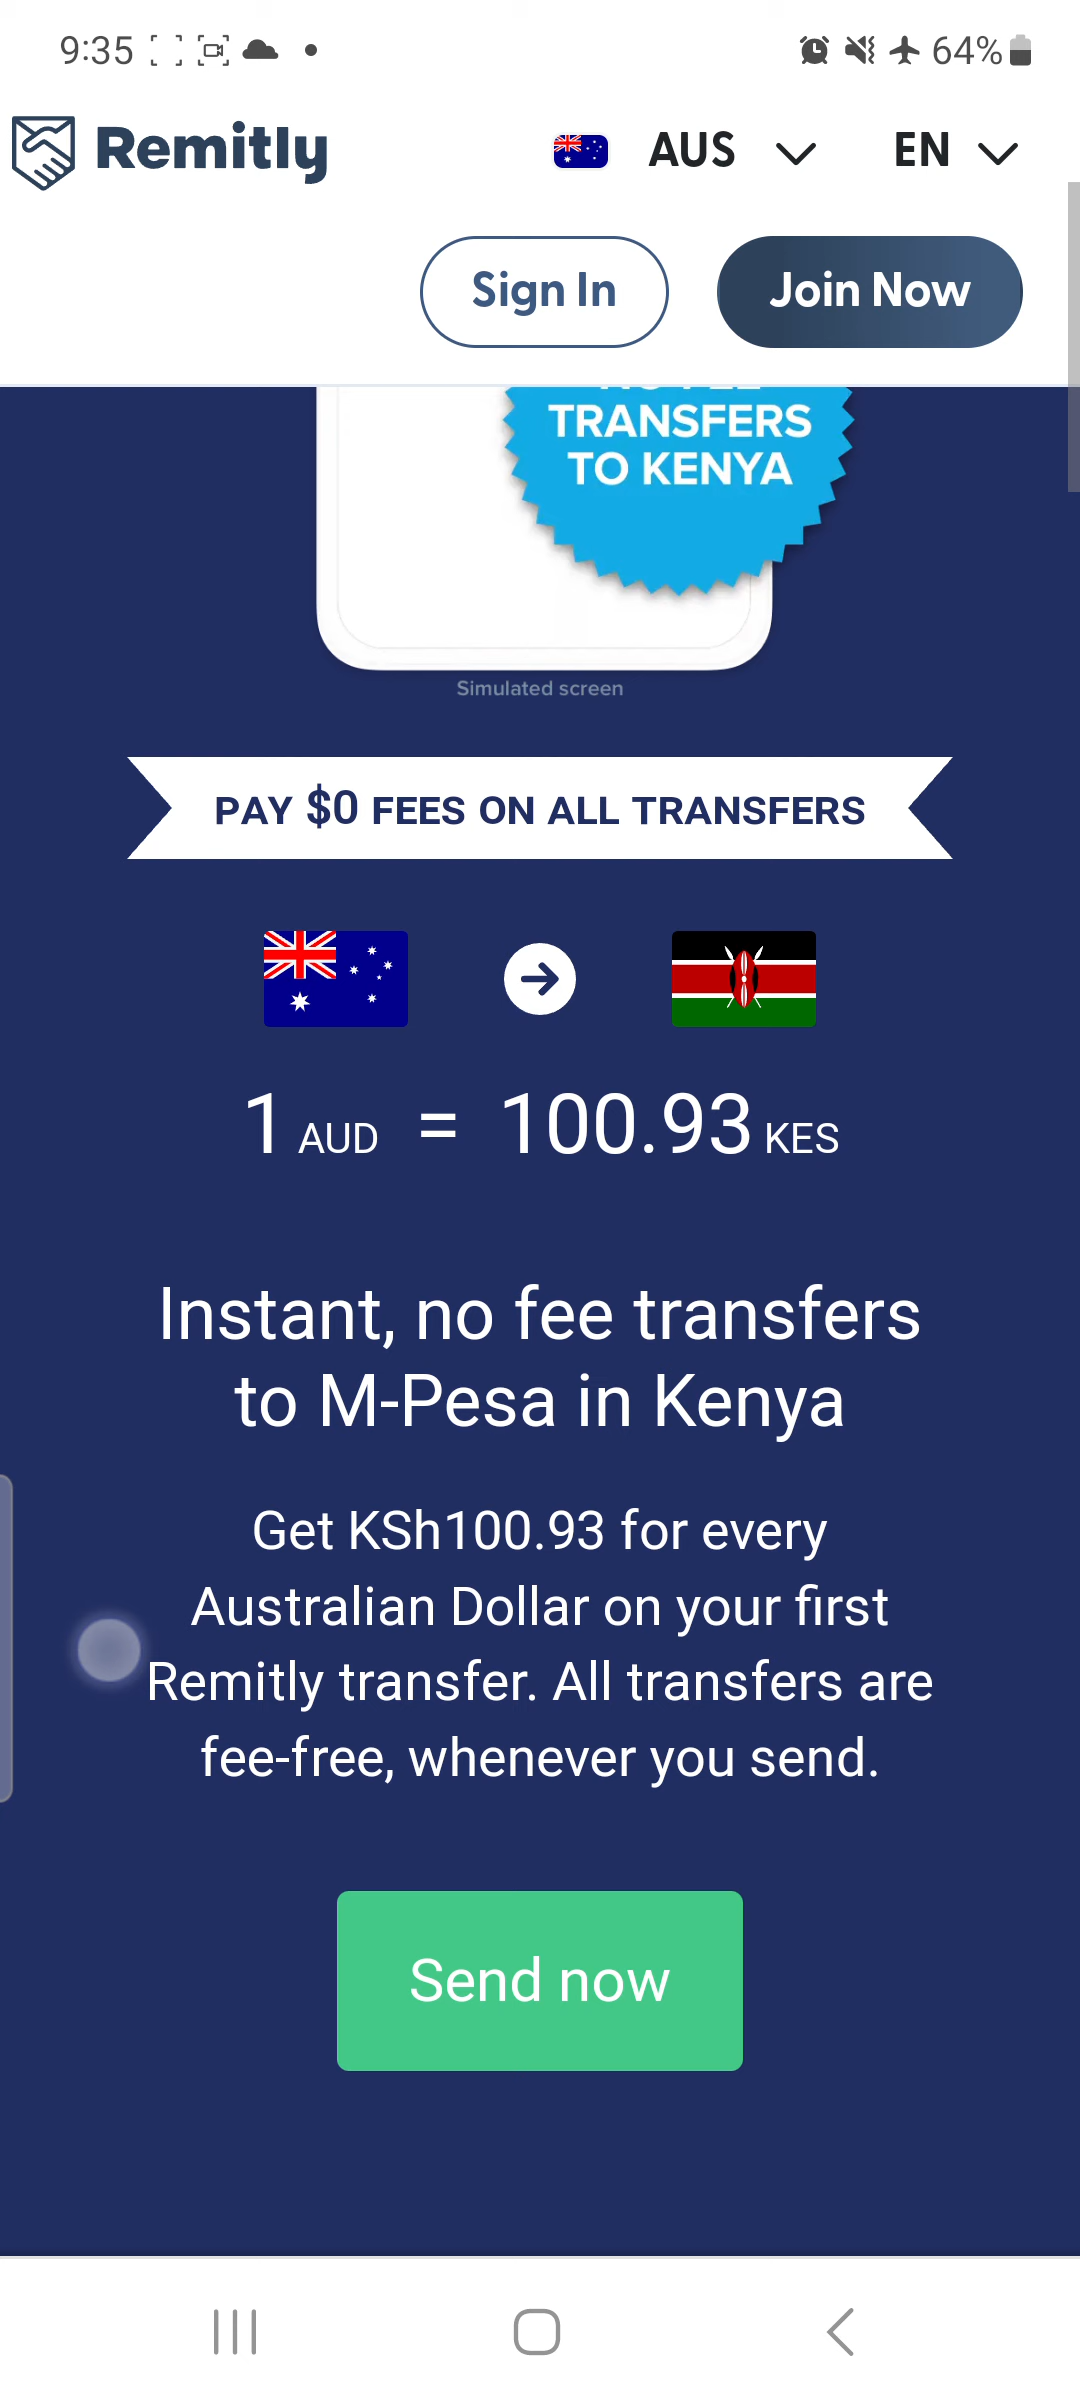 9:35
64%
Remitly
AUS
EN
Sign In
Join Now
TRANSFERS
TO KENYA
Simulated screen
PAY $0 FEES ON ALL TRANSFERS
1 AUD = 100.93 KES
Instant, no fee transfers
to M-Pesa in Kenya
Get KSh100.93 for every
Australian Dollar on your first
Remitly transfer. All transfers are
fee-free, whenever you send.
Send now